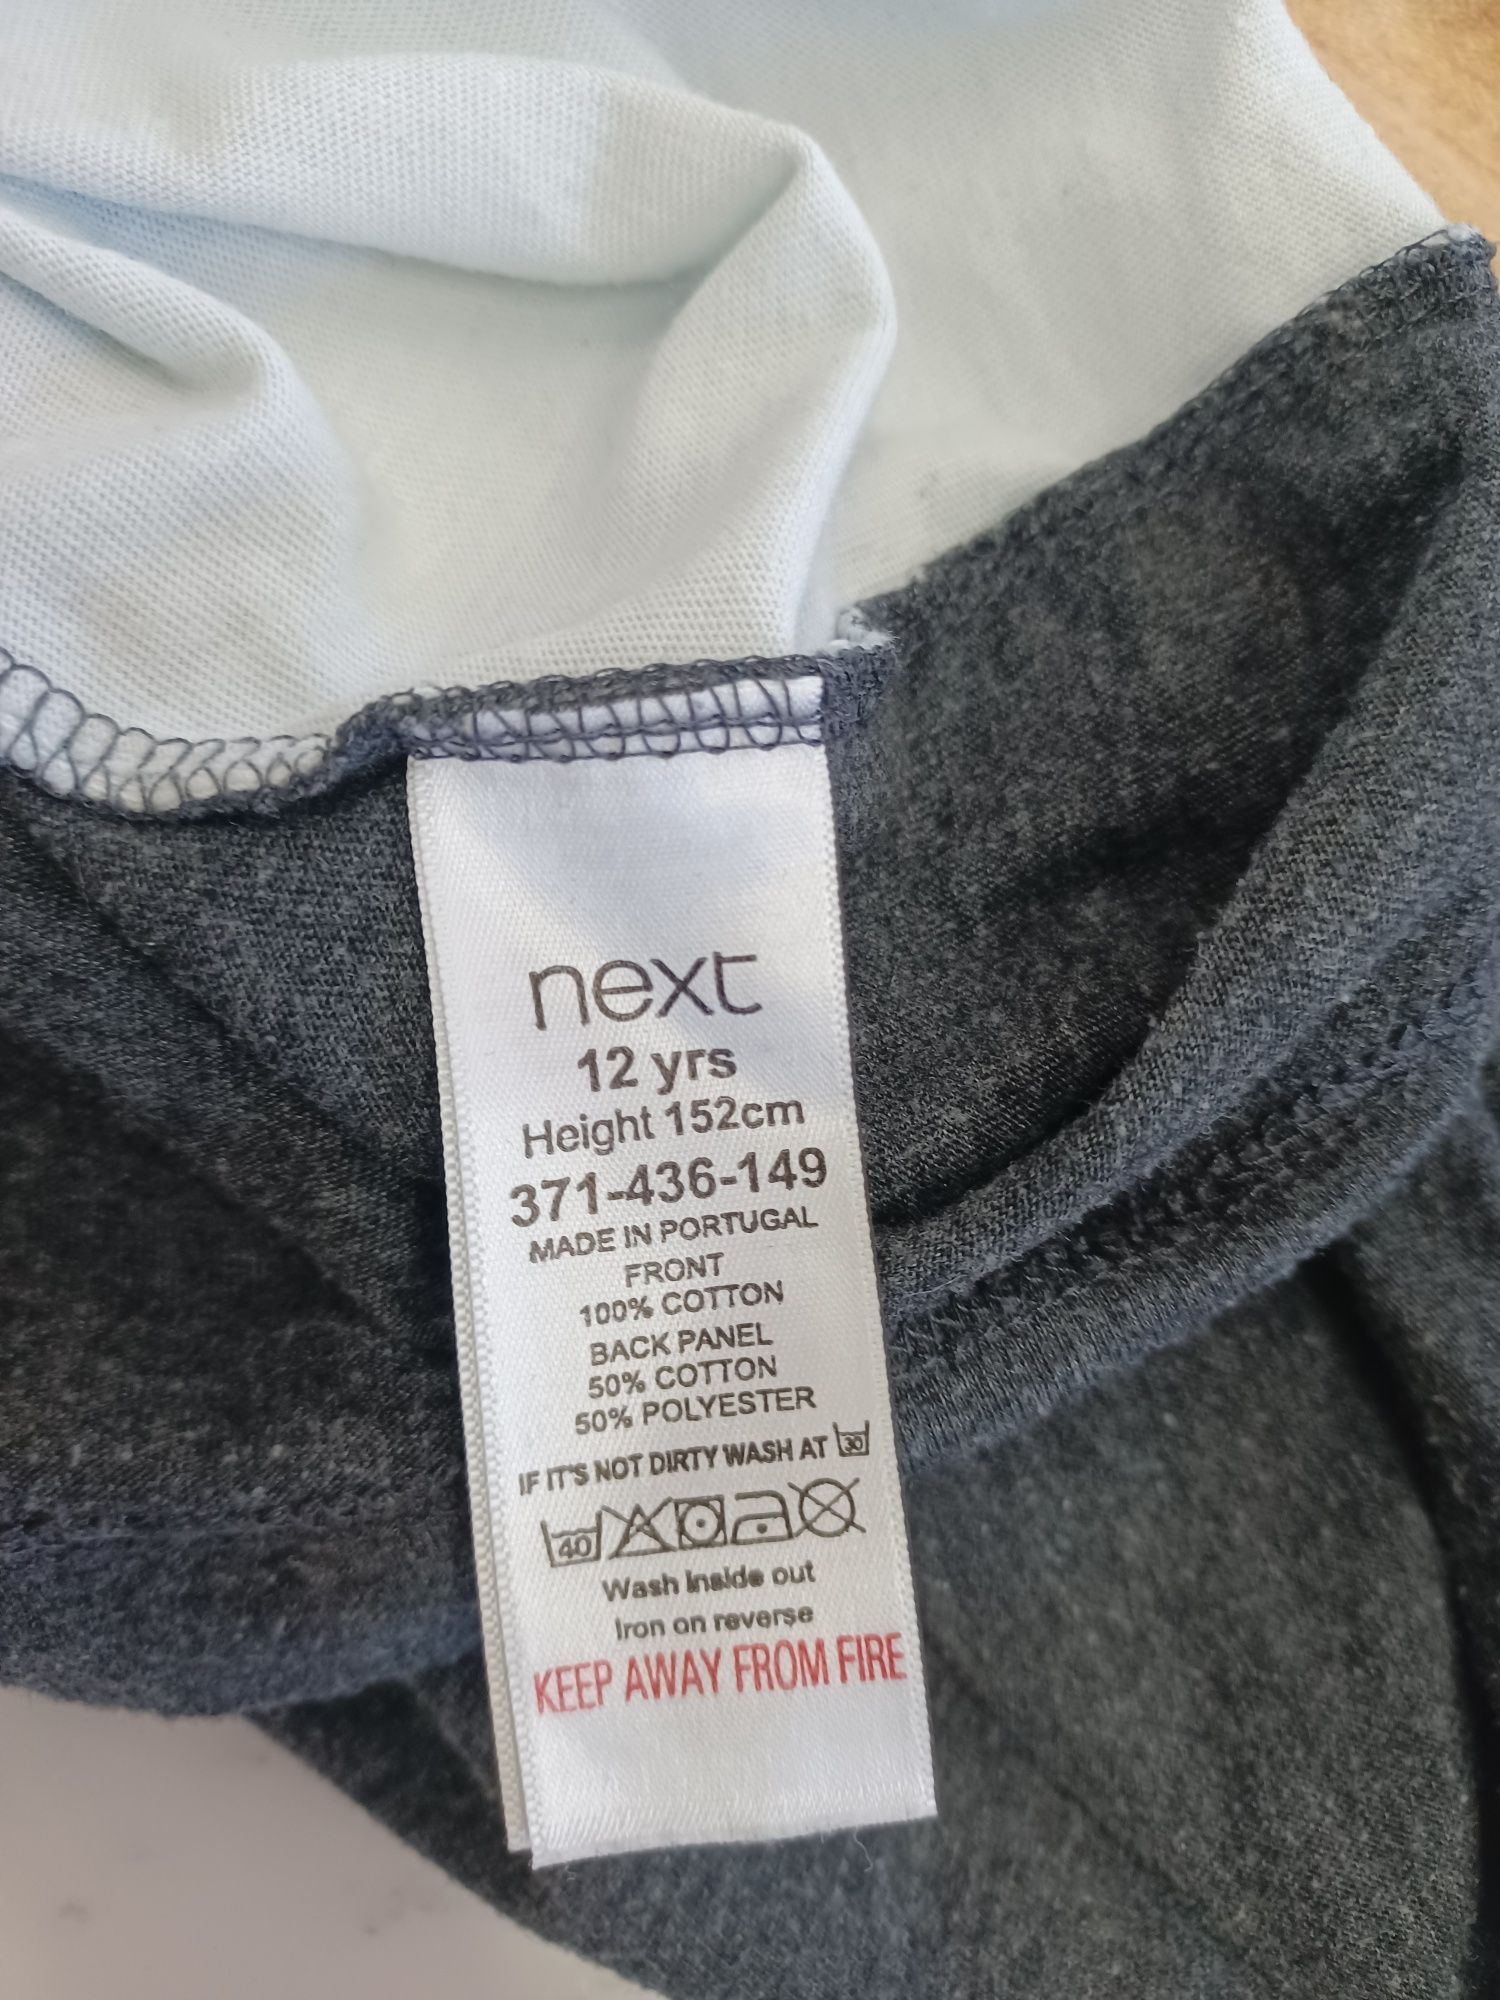 next
12 yrs
Height 152cm
371-436-149
MADE IN PORTUGAL
FRONT
100% COTTON
BACK PANEL
50% COTTON
50% POLYESTER
IF IT'S NOT DIRTY WASH AT 30
40
Wash Inside out
Iron on reverse
KEEP AWAY FROM FIRE